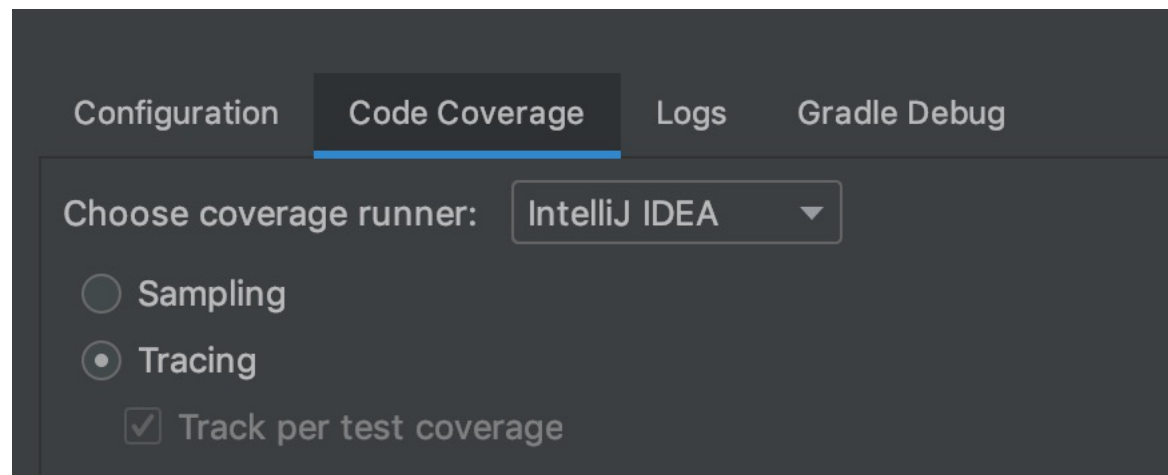 Configuration Code Coverage Logs Gradle Debug
Choose coverage runner: IntelliJ IDEA
Sampling
Tracing
Track per test coverage